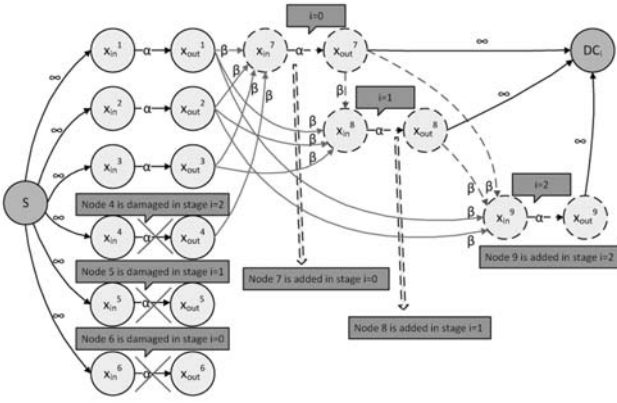 i=0
∞ x_in^1 α x_out^1 β x_in^7 α x_out^7 ∞ DC_i
∞ x_in^2 α x_out^2 β β β i=1
β β β x_in^8 α x_out^8 ∞
∞ x_in^3 α x_out^3 β ∞
S
Node 4 is damaged in stage i=2
i=2
∞ x_in^4 α x_out^4 β β β β x_in^9 α x_out^9
Node 9 is added in stage i=2
Node 5 is damaged in stage i=1
Node 7 is added in stage i=0
∞ x_in^5 α x_out^5
Node 8 is added in stage i=1
Node 6 is damaged in stage i=0
∞ x_in^6 α x_out^6